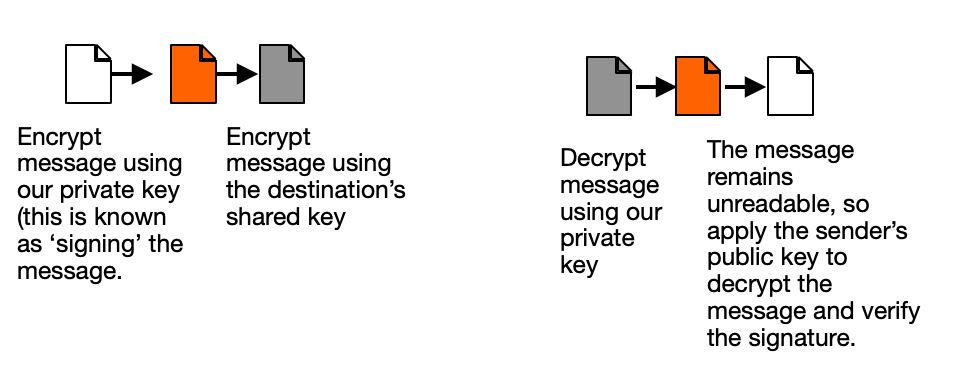 Encrypt
message using
our private key
(this is known
as ‘signing’ the
message.
Encrypt
message using
the destination’s
shared key
Decrypt
message
using our
private
key
The message
remains
unreadable, so
apply the sender’s
public key to
decrypt the
message and verify
the signature.